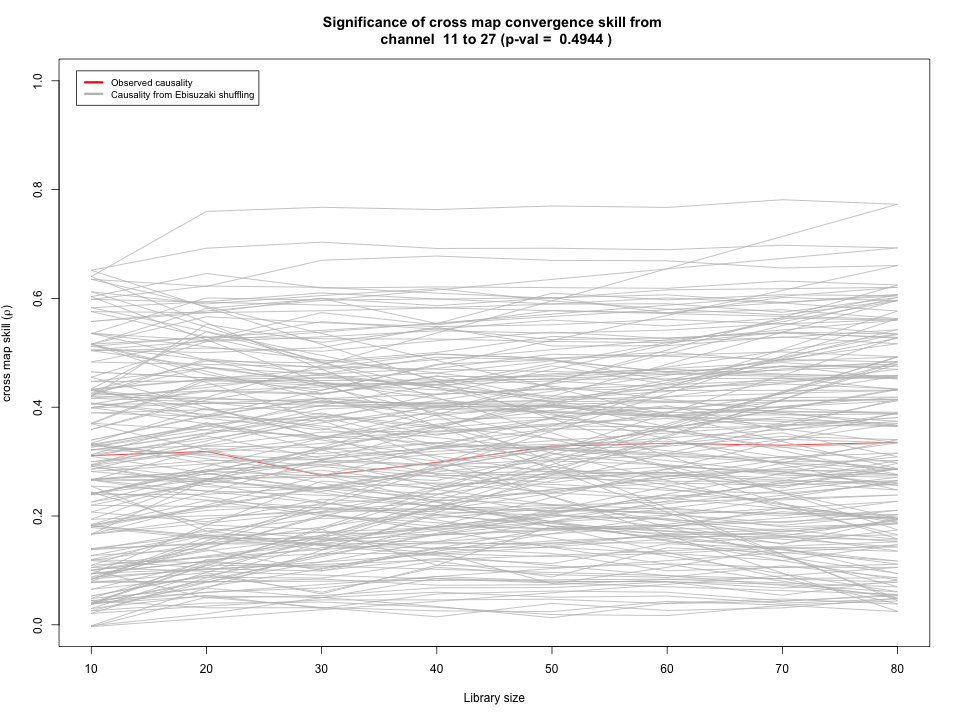 Significance of cross map convergence skill from
channel  11 to 27 (p-val =  0.4944 )
Observed causality
Causality from Ebisuzaki shuffling
1.0
0.8
0.6
0.4
0.2
0.0
cross map skill (ρ)
10 20 30 40 50 60 70 80
Library size